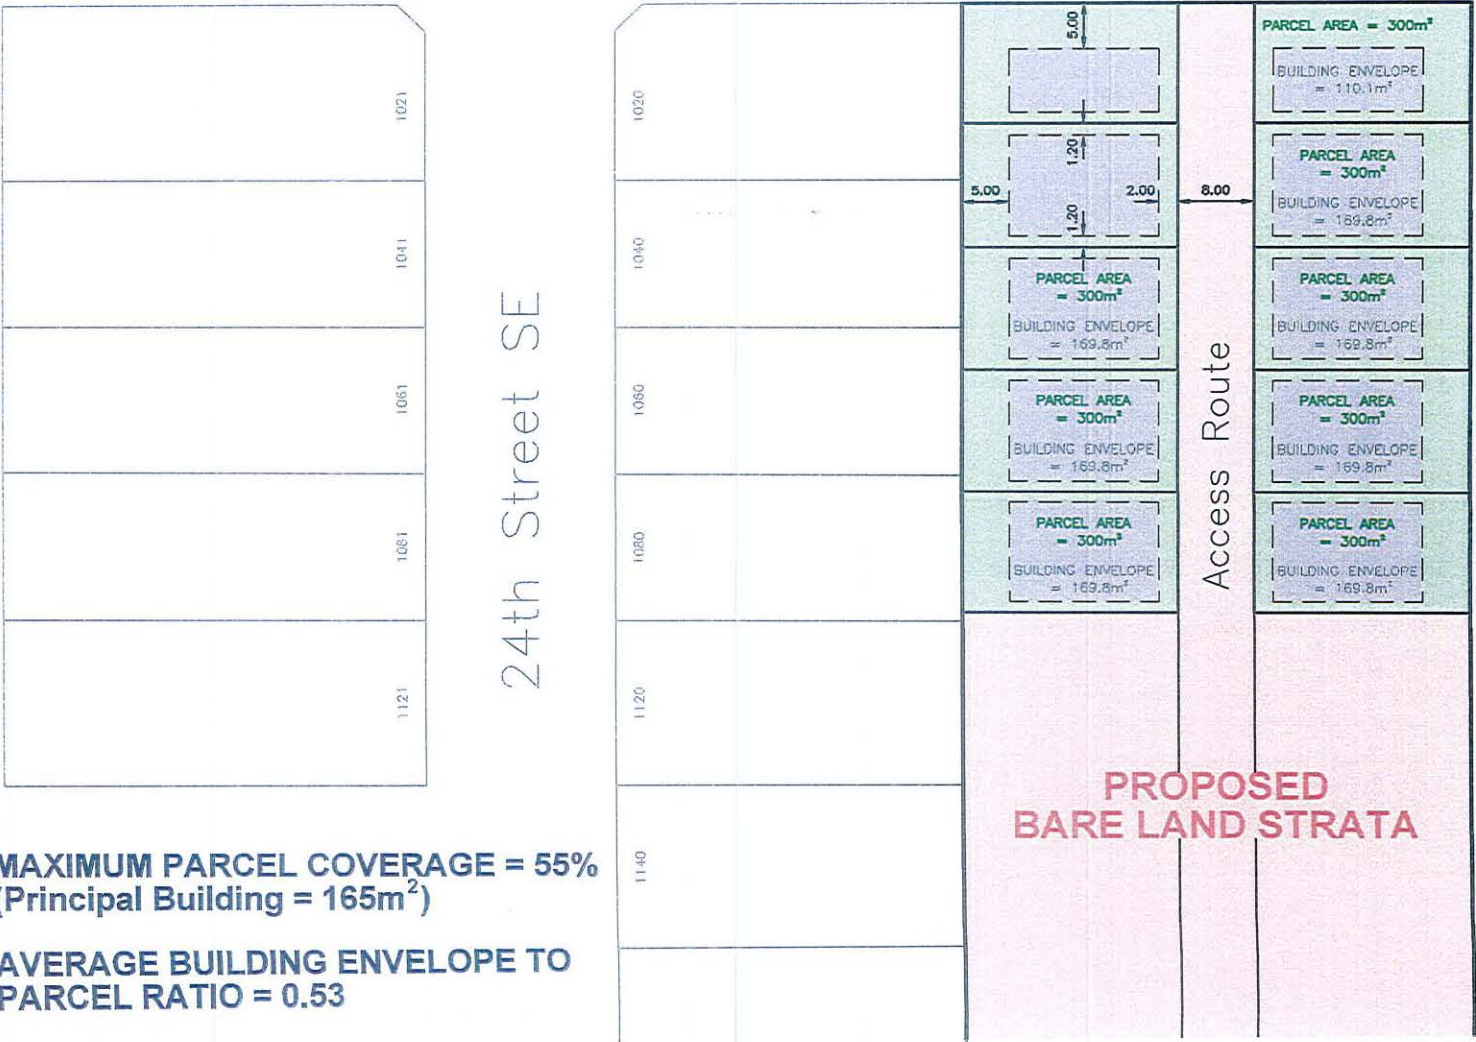 1021
1041
1061
1081
1121
24th Street SE
1020
1040
1060
1080
1120
1140
5.00
1.20
5.00
2.00
8.00
1.20
PARCEL AREA
= 300m²
BUILDING ENVELOPE
= 169.8m²
PARCEL AREA
= 300m²
BUILDING ENVELOPE
= 169.8m²
PARCEL AREA
= 300m²
BUILDING ENVELOPE
= 169.8m²
Access Route
PARCEL AREA = 300m²
BUILDING ENVELOPE
= 110.1m²
PARCEL AREA
= 300m²
BUILDING ENVELOPE
= 169.8m²
PARCEL AREA
= 300m²
BUILDING ENVELOPE
= 169.8m²
PARCEL AREA
= 300m²
BUILDING ENVELOPE
= 169.8m²
PARCEL AREA
= 300m²
BUILDING ENVELOPE
= 169.8m²
PROPOSED
BARE LAND STRATA
MAXIMUM PARCEL COVERAGE = 55%
(Principal Building = 165m²)
AVERAGE BUILDING ENVELOPE TO
PARCEL RATIO = 0.53